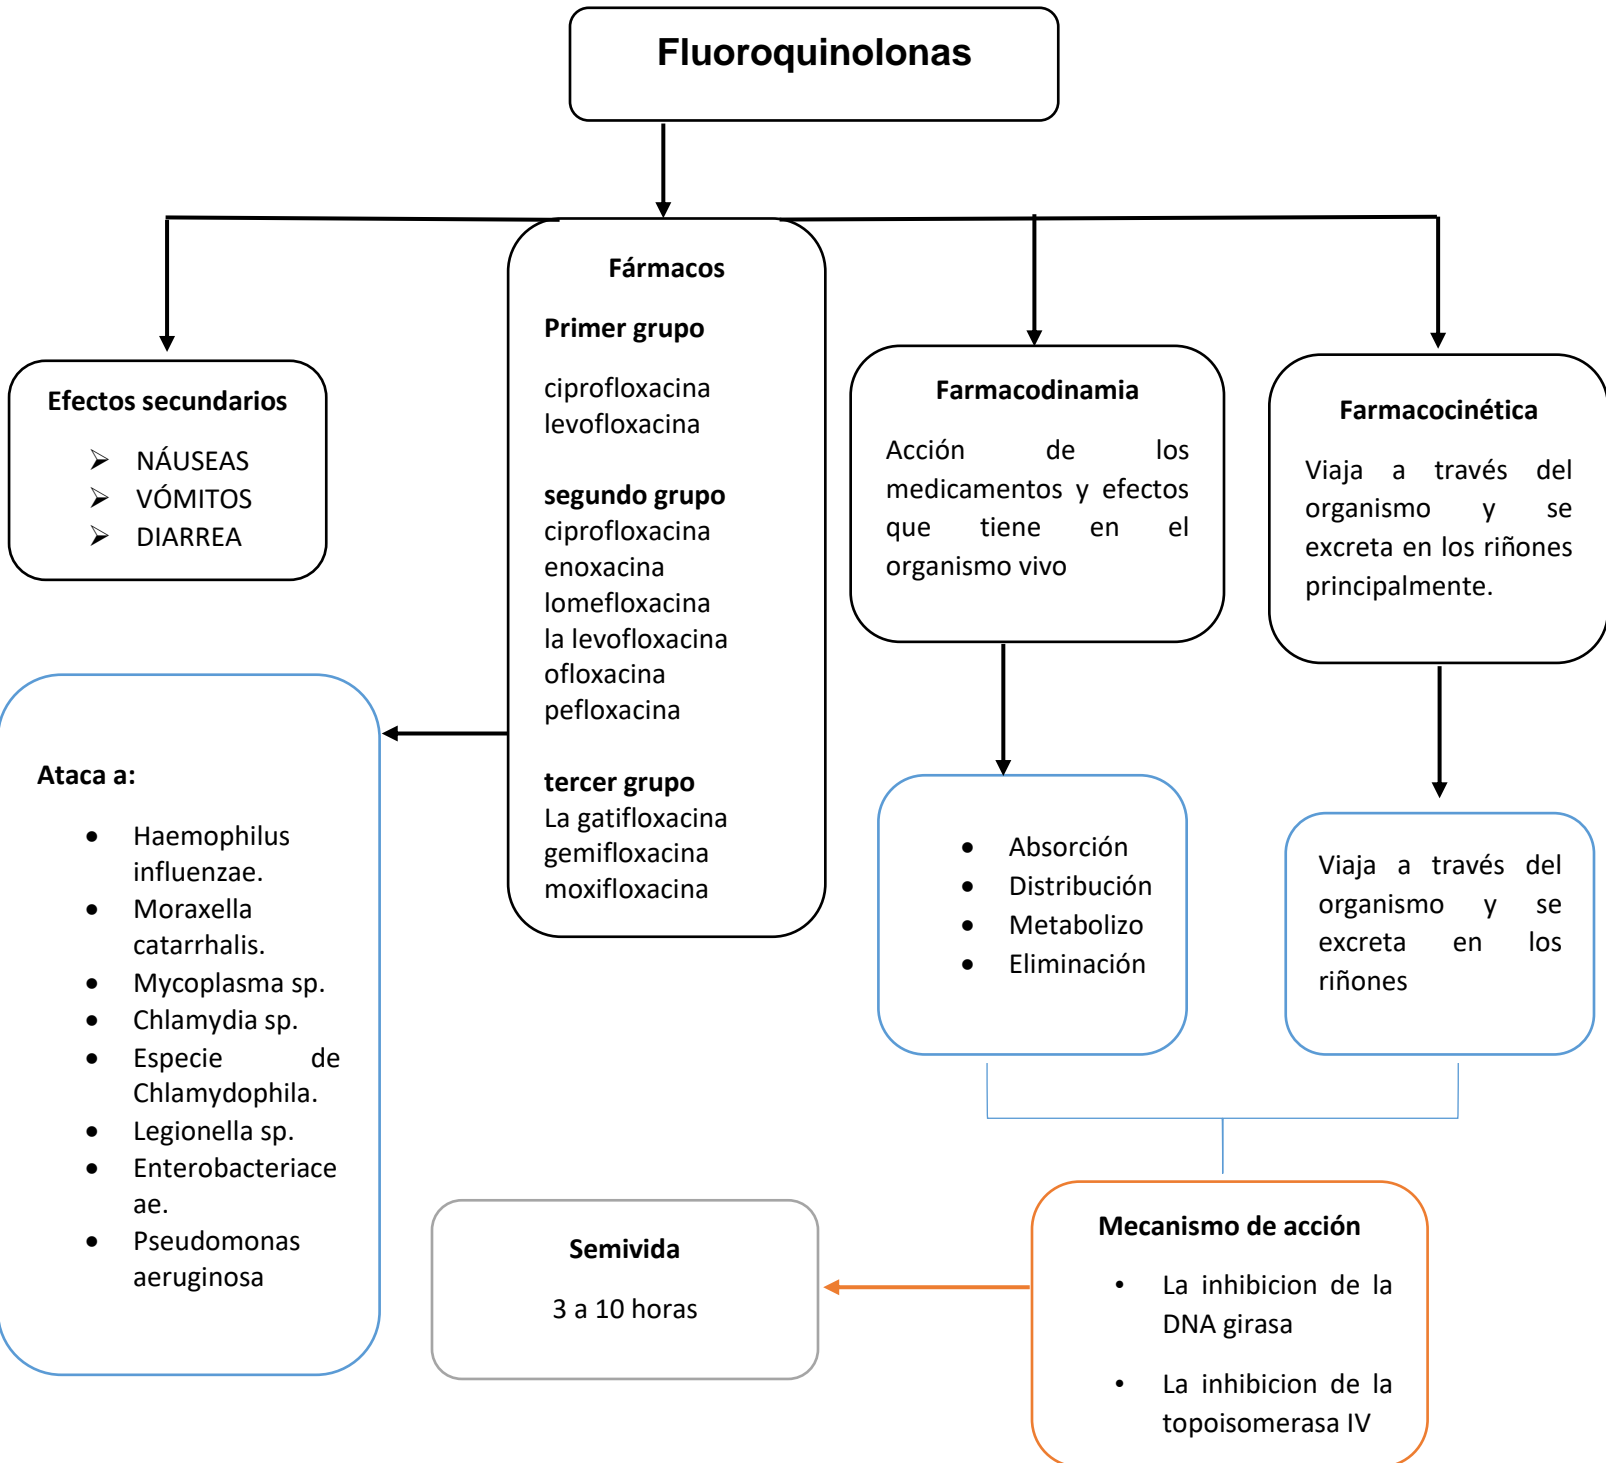 Fluoroquinolonas
Efectos secundarios
NÁUSEAS
VÓMITOS
DIARREA
Fármacos
Primer grupo
ciprofloxacina
levofloxacina
segundo grupo
ciprofloxacina
enoxacina
lomefloxacina
la levofloxacina
ofloxacina
pefloxacina
tercer grupo
La gatifloxacina
gemifloxacina
moxifloxacina
Farmacodinamia
Acción de los
medicamentos y efectos
que tiene en el
organismo vivo
Farmacocinética
Viaja a través del
organismo y se
excreta en los riñones
principalmente.
Ataca a:
Haemophilus
influenzae.
Moraxella
catarrhalis.
Mycoplasma sp.
Chlamydia sp.
Especie de
Chlamydophila.
Legionella sp.
Enterobacteriace
ae.
Pseudomonas
aeruginosa
Absorción
Distribución
Metabolizo
Eliminación
Viaja a través del
organismo y se
excreta en los
riñones
Semivida
3 a 10 horas
Mecanismo de acción
La inhibicion de la
DNA girasa
La inhibicion de la
topoisomerasa IV